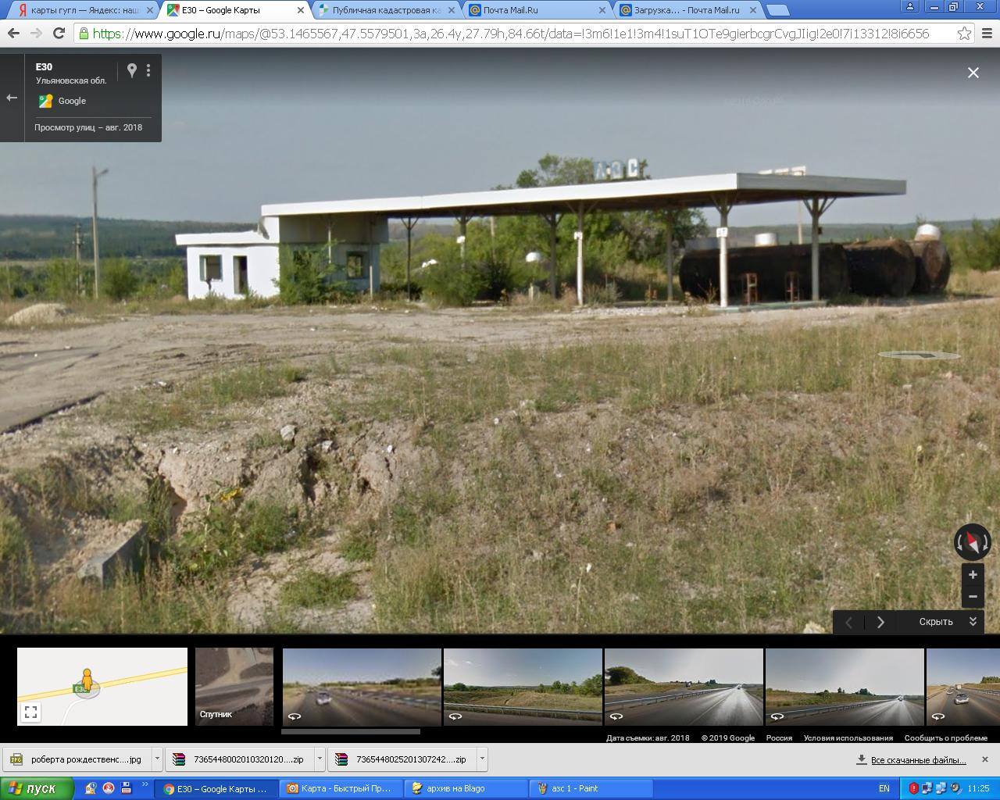 карты гугл — Яндекс: наш
E30 – Google Карты
Публичная кадастровая ка
Почта Mail.Ru
Загрузка... - Почта Mail.ru
https://www.google.ru/maps/@53.1465567,47.5579501,3a,26.4y,27.79h,84.66t/data=!3m6!1e1!3m4!1suT1OTe9gierbcgrCvgJIig!2e0!7i13312!8i6656
E30
Ульяновская обл.
Google
Просмотр улиц – авг. 2018
АЗС
Скрыть
E30
Спутник
Дата съемки: авг. 2018 © 2019 Google Россия Условия использования Сообщить о проблеме
роберта рождественс....jpg
7365448002010320120....zip
7365448025201307242....zip
Все скачанные файлы...
пуск
E30 – Google Карты ...
Карта - Быстрый Пр...
архив на Blago
азс 1 - Paint
EN
11:25